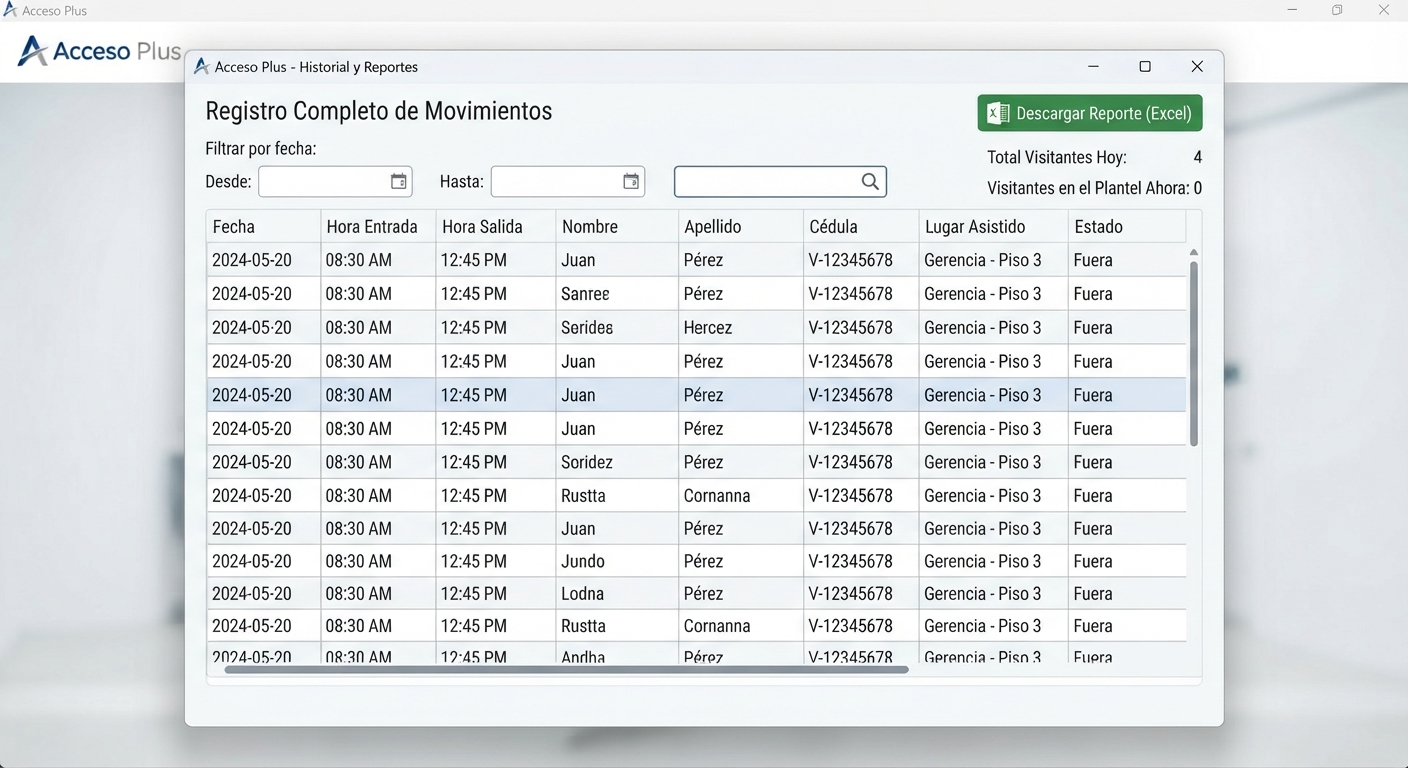 Acceso Plus
Acceso Plus
Acceso Plus - Historial y Reportes
Registro Completo de Movimientos
Descargar Reporte (Excel)
Filtrar por fecha:
Total Visitantes Hoy: 4
Desde: Hasta:
Visitantes en el Plantel Ahora: 0
Fecha Hora Entrada Hora Salida Nombre Apellido Cédula Lugar Asistido Estado
2024-05-20 08:30 AM 12:45 PM Juan Pérez V-12345678 Gerencia - Piso 3 Fuera
2024-05-20 08:30 AM 12:45 PM Sanree Pérez V-12345678 Gerencia - Piso 3 Fuera
2024-05-20 08:30 AM 12:45 PM Hercez V-12345678 Gerencia - Piso 3 Fuera
2024-05-20 08:30 AM 12:45 PM Juan Pérez V-12345678 Gerencia - Piso 3 Fuera
2024-05-20 08:30 AM 12:45 PM Juan Pérez V-12345678 Gerencia - Piso 3 Fuera
2024-05-20 08:30 AM 12:45 PM Juan Pérez V-12345678 Gerencia - Piso 3 Fuera
2024-05-20 08:30 AM 12:45 PM Soridez Pérez V-12345678 Gerencia - Piso 3 Fuera
2024-05-20 08:30 AM 12:45 PM Rustta Cornanna V-12345678 Gerencia - Piso 3 Fuera
2024-05-20 08:30 AM 12:45 PM Juan Pérez V-12345678 Gerencia - Piso 3 Fuera
2024-05-20 08:30 AM 12:45 PM Jundo Pérez V-12345678 Gerencia - Piso 3 Fuera
2024-05-20 08:30 AM 12:45 PM Lodna Pérez V-12345678 Gerencia - Piso 3 Fuera
2024-05-20 08:30 AM 12:45 PM Rustta Cornanna V-12345678 Gerencia - Piso 3 Fuera
2024-05-20 08:30 AM 12:45 PM Andha Pérez V-12345678 Gerencia - Piso 3 Fuera